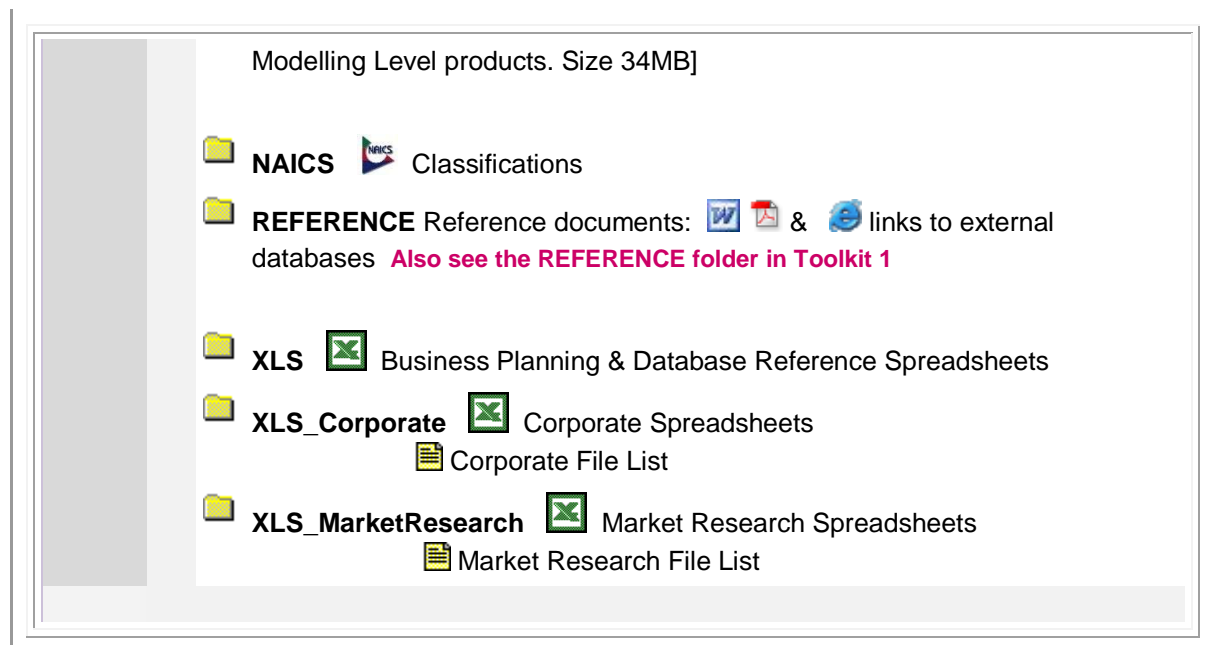 Modelling Level products. Size 34MB]
NAICS NAICS Classifications
REFERENCE Reference documents: W & e links to external
databases Also see the REFERENCE folder in Toolkit 1
XLS X Business Planning & Database Reference Spreadsheets
XLS_Corporate X Corporate Spreadsheets
Corporate File List
XLS_MarketResearch X Market Research Spreadsheets
Market Research File List